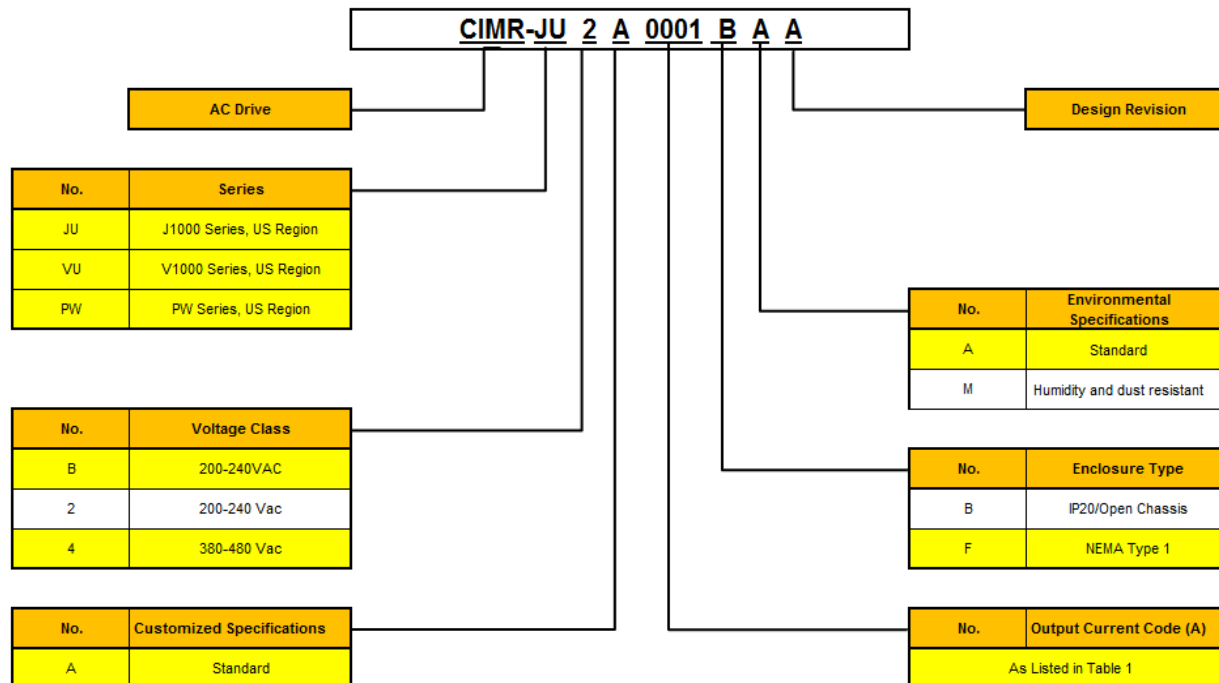 CIMR-JU 2 A 0001 B A A
AC Drive
Design Revision
No. Series
JU J1000 Series, US Region
VU V1000 Series, US Region
PW PW Series, US Region
No. Environmental Specifications
A Standard
M Humidity and dust resistant
No. Voltage Class
B 200-240VAC
2 200-240 Vac
4 380-480 Vac
No. Enclosure Type
B IP20/Open Chassis
F NEMA Type 1
No. Customized Specifications
A Standard
No. Output Current Code (A)
As Listed in Table 1